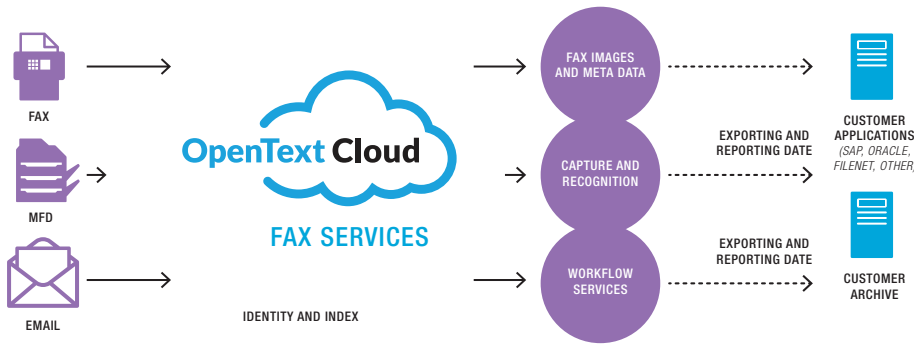 FAX
MFD
EMAIL
OpenText Cloud
FAX SERVICES
IDENTITY AND INDEX
FAX IMAGES
AND META DATA
CAPTURE AND
RECOGNITION
WORKFLOW
SERVICES
EXPORTING AND
REPORTING DATE
EXPORTING AND
REPORTING DATE
CUSTOMER
APPLICATIONS
(SAP, ORACLE,
FILENET, OTHER)
CUSTOMER
ARCHIVE